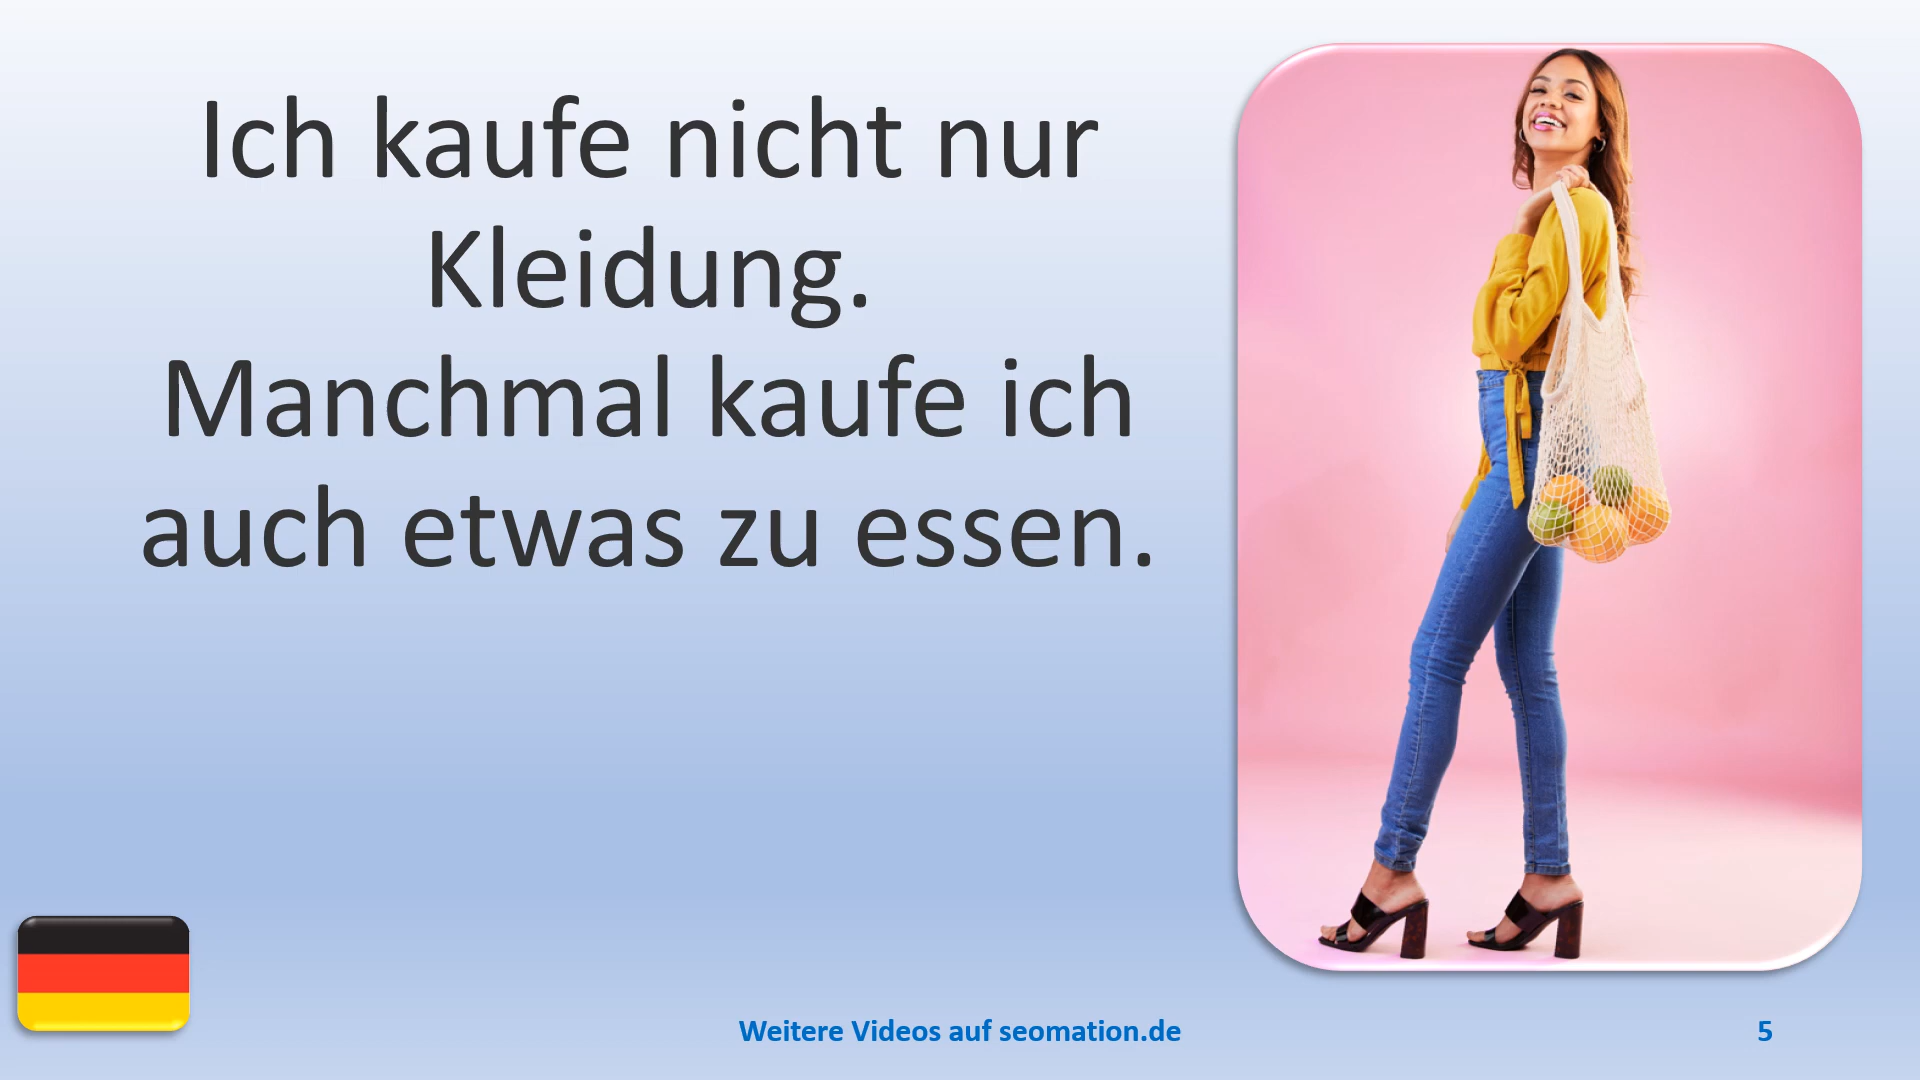 Ich kaufe nicht nur
Kleidung.
Manchmal kaufe ich
auch etwas zu essen.
Weitere Videos auf seomation.de
5